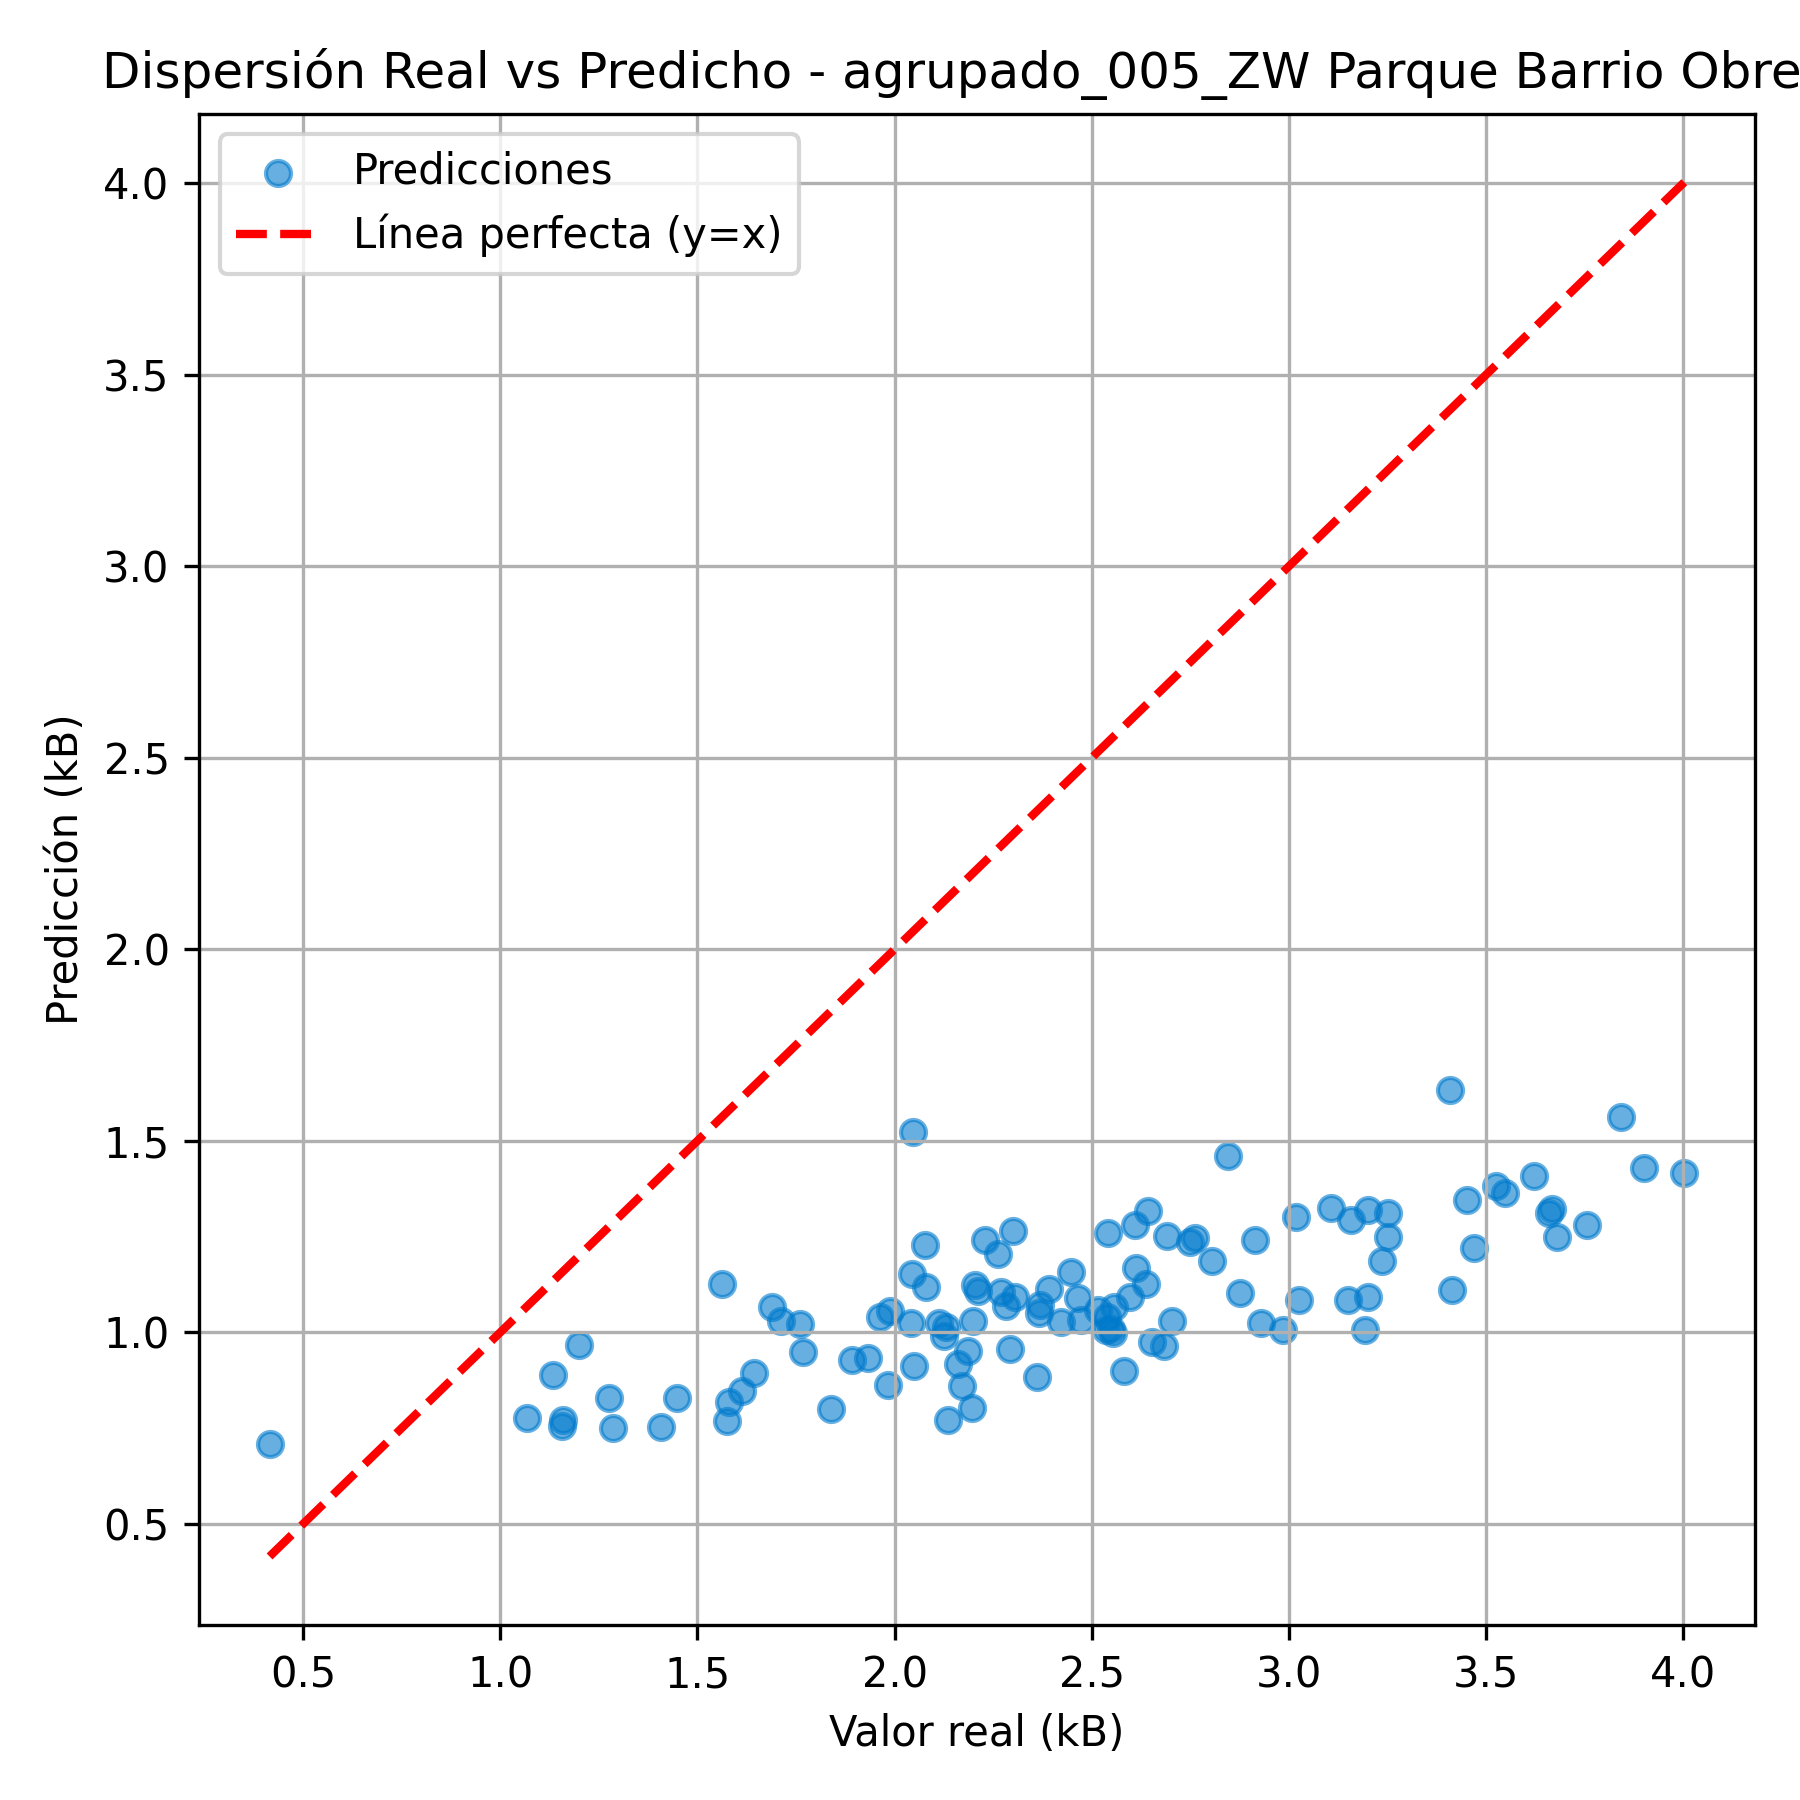 Dispersión Real vs Predicho - agrupado_005_ZW Parque Barrio Obre
Predicciones
Línea perfecta (y=x)
4.0
3.5
3.0
2.5
2.0
1.5
1.0
0.5
Predicción (kB)
0.5 1.0 1.5 2.0 2.5 3.0 3.5 4.0
Valor real (kB)